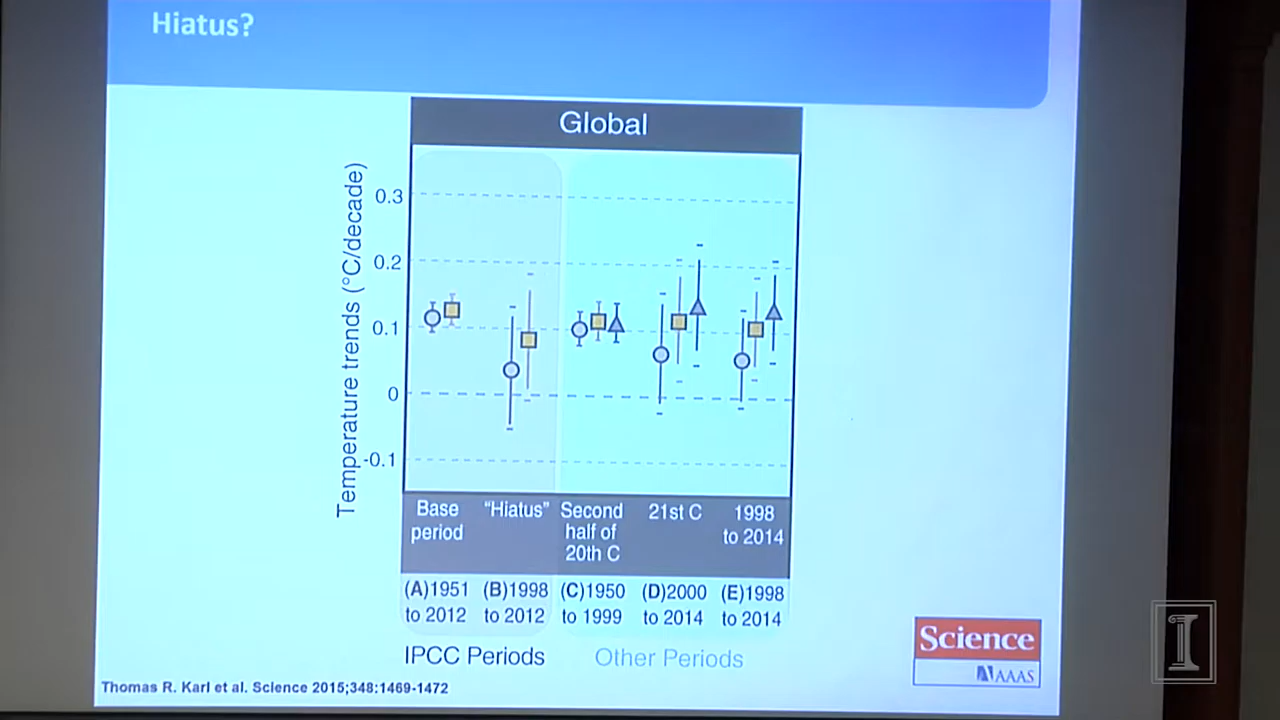 Hiatus?
Global
Temperature trends (°C/decade)
0.3
0.2
0.1
0
-0.1
Base
period
"Hiatus"
Second
half of
20th C
21st C
1998
to 2014
(A)1951
to 2012
(B)1998
to 2012
(C)1950
to 1999
(D)2000
to 2014
(E)1998
to 2014
IPCC Periods
Other Periods
Science
AAAS
Thomas R. Karl et al. Science 2015;348:1469-1472
I